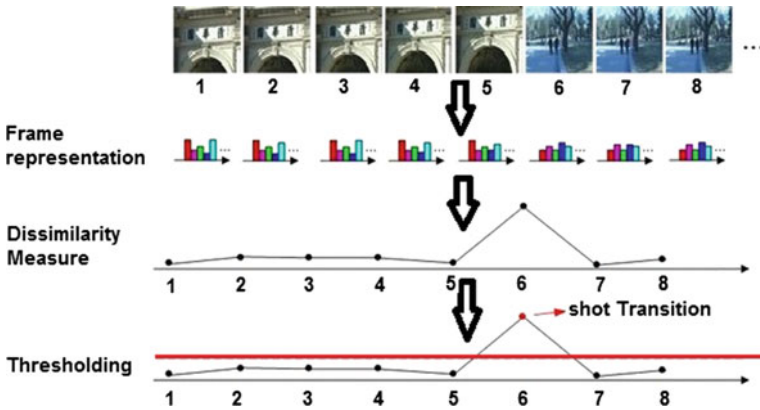 1 2 3 4 5 6 7 8 ...
Frame
representation
... ... ... ... ... ... ... ...
Dissimilarity
Measure
1 2 3 4 5 6 7 8
shot Transition
Thresholding
1 2 3 4 5 6 7 8